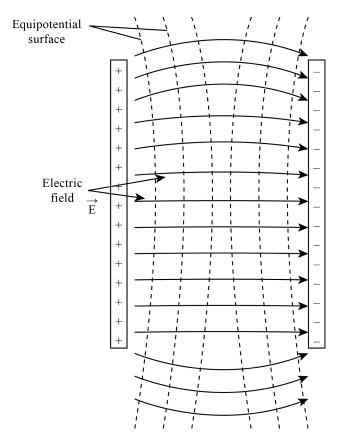 Equipotential
surface
Electric
field
E